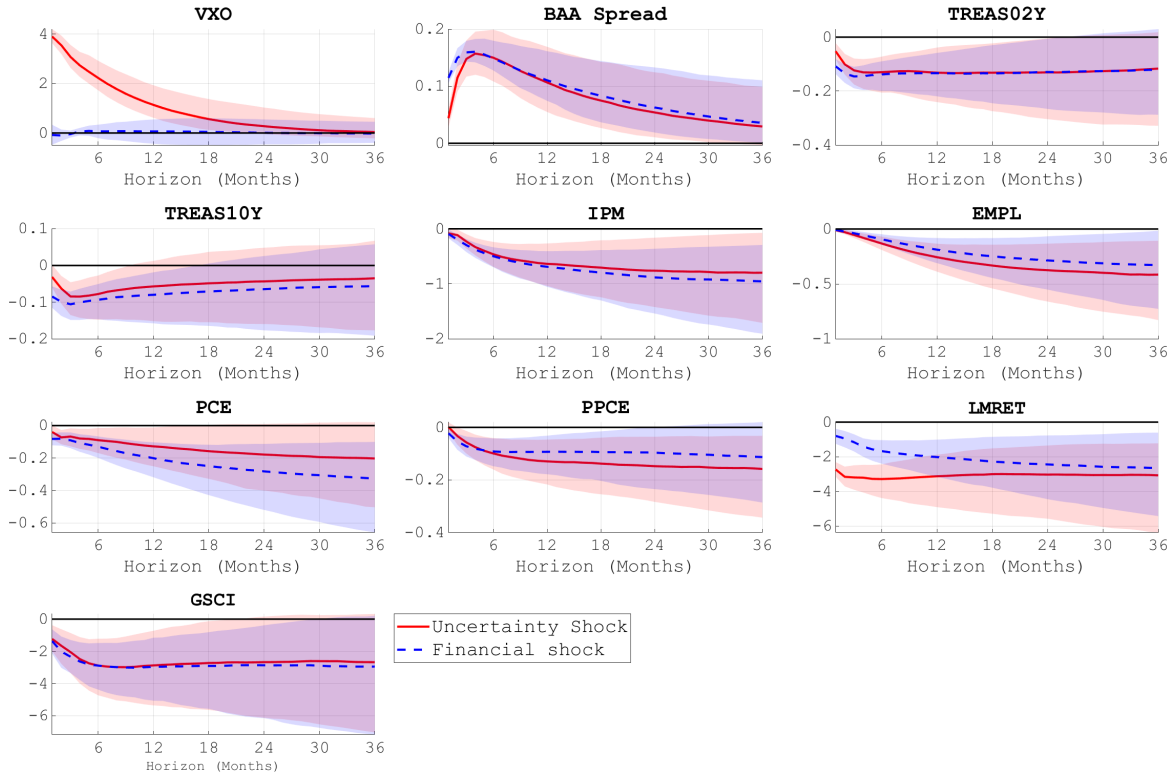 VXO
BAA Spread
TREAS02Y
4
2
0
0.2
0.1
0
0
-0.2
-0.4
6 12 18 24 30 36
6 12 18 24 30 36
6 12 18 24 30 36
Horizon (Months)
Horizon (Months)
Horizon (Months)
TREAS10Y
IPM
EMPL
0.1
0
-0.1
-0.2
0
-1
-2
0
-0.5
-1
6 12 18 24 30 36
6 12 18 24 30 36
6 12 18 24 30 36
Horizon (Months)
Horizon (Months)
Horizon (Months)
PCE
PPCE
LMRET
0
-0.2
-0.4
-0.6
0
-0.2
-0.4
0
-2
-4
-6
6 12 18 24 30 36
6 12 18 24 30 36
6 12 18 24 30 36
Horizon (Months)
Horizon (Months)
Horizon (Months)
GSCI
0
-2
-4
-6
6 12 18 24 30 36
Horizon (Months)
Uncertainty Shock
Financial shock